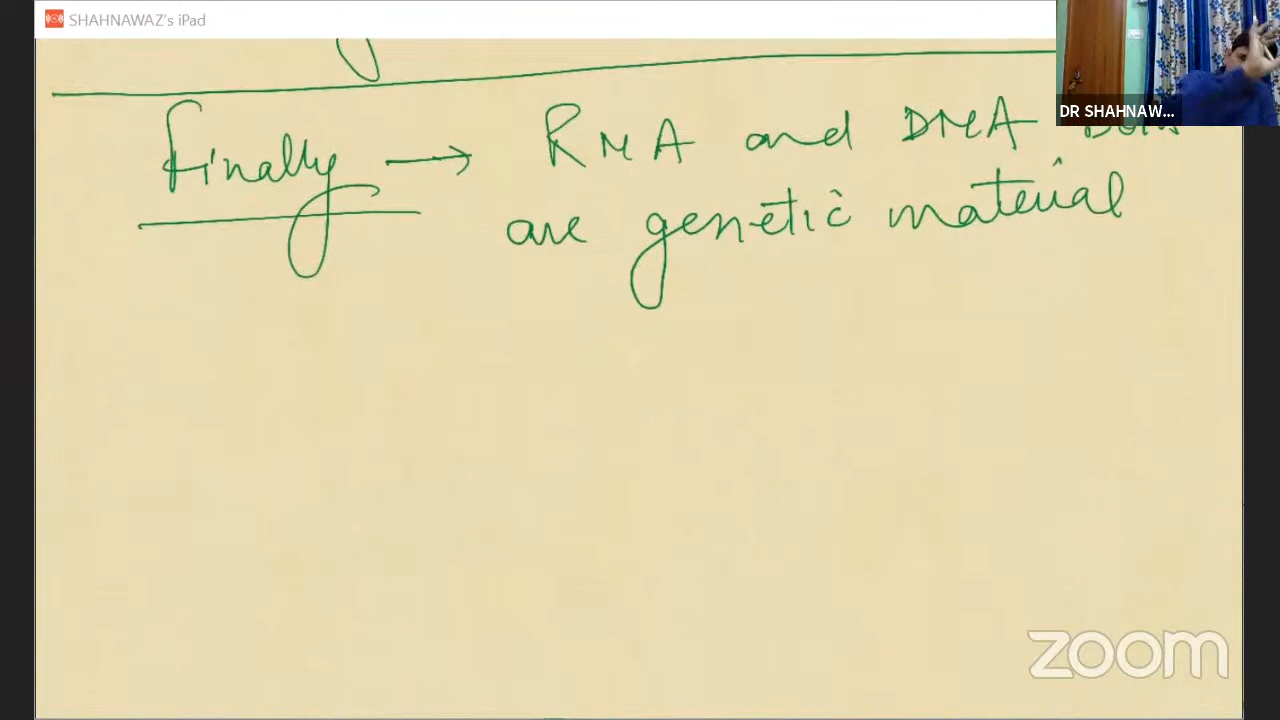 SHAHNAWAZ's iPad
DR SHAHNAW...
Finally → RNA and DNA
are genetic material
zoom